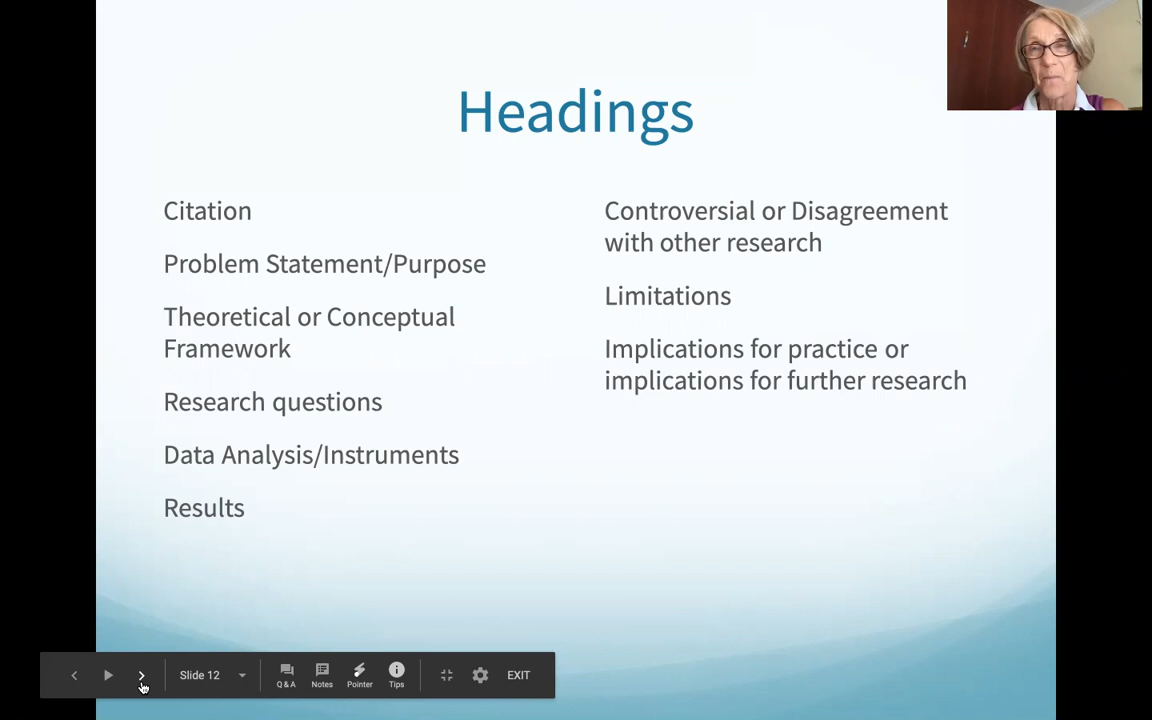 Headings
Citation
Problem Statement/Purpose
Theoretical or Conceptual
Framework
Research questions
Data Analysis/Instruments
Results
Controversial or Disagreement
with other research
Limitations
Implications for practice or
implications for further research
Slide 12
Q & A
Notes
Pointer
Tips
EXIT